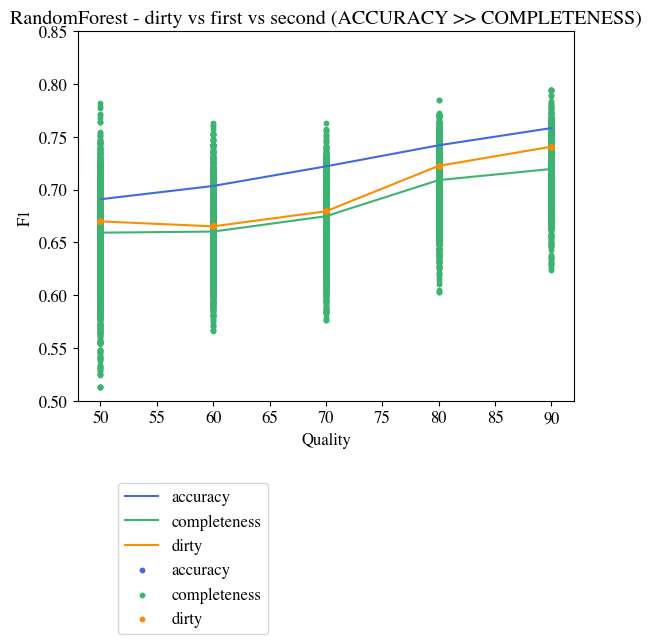 RandomForest - dirty vs first vs second (ACCURACY >> COMPLETENESS)
0.85
0.80
0.75
0.70
0.65
0.60
0.55
0.50
F1
50
55
60
65
70
75
80
85
90
Quality
accuracy
completeness
dirty
accuracy
completeness
dirty